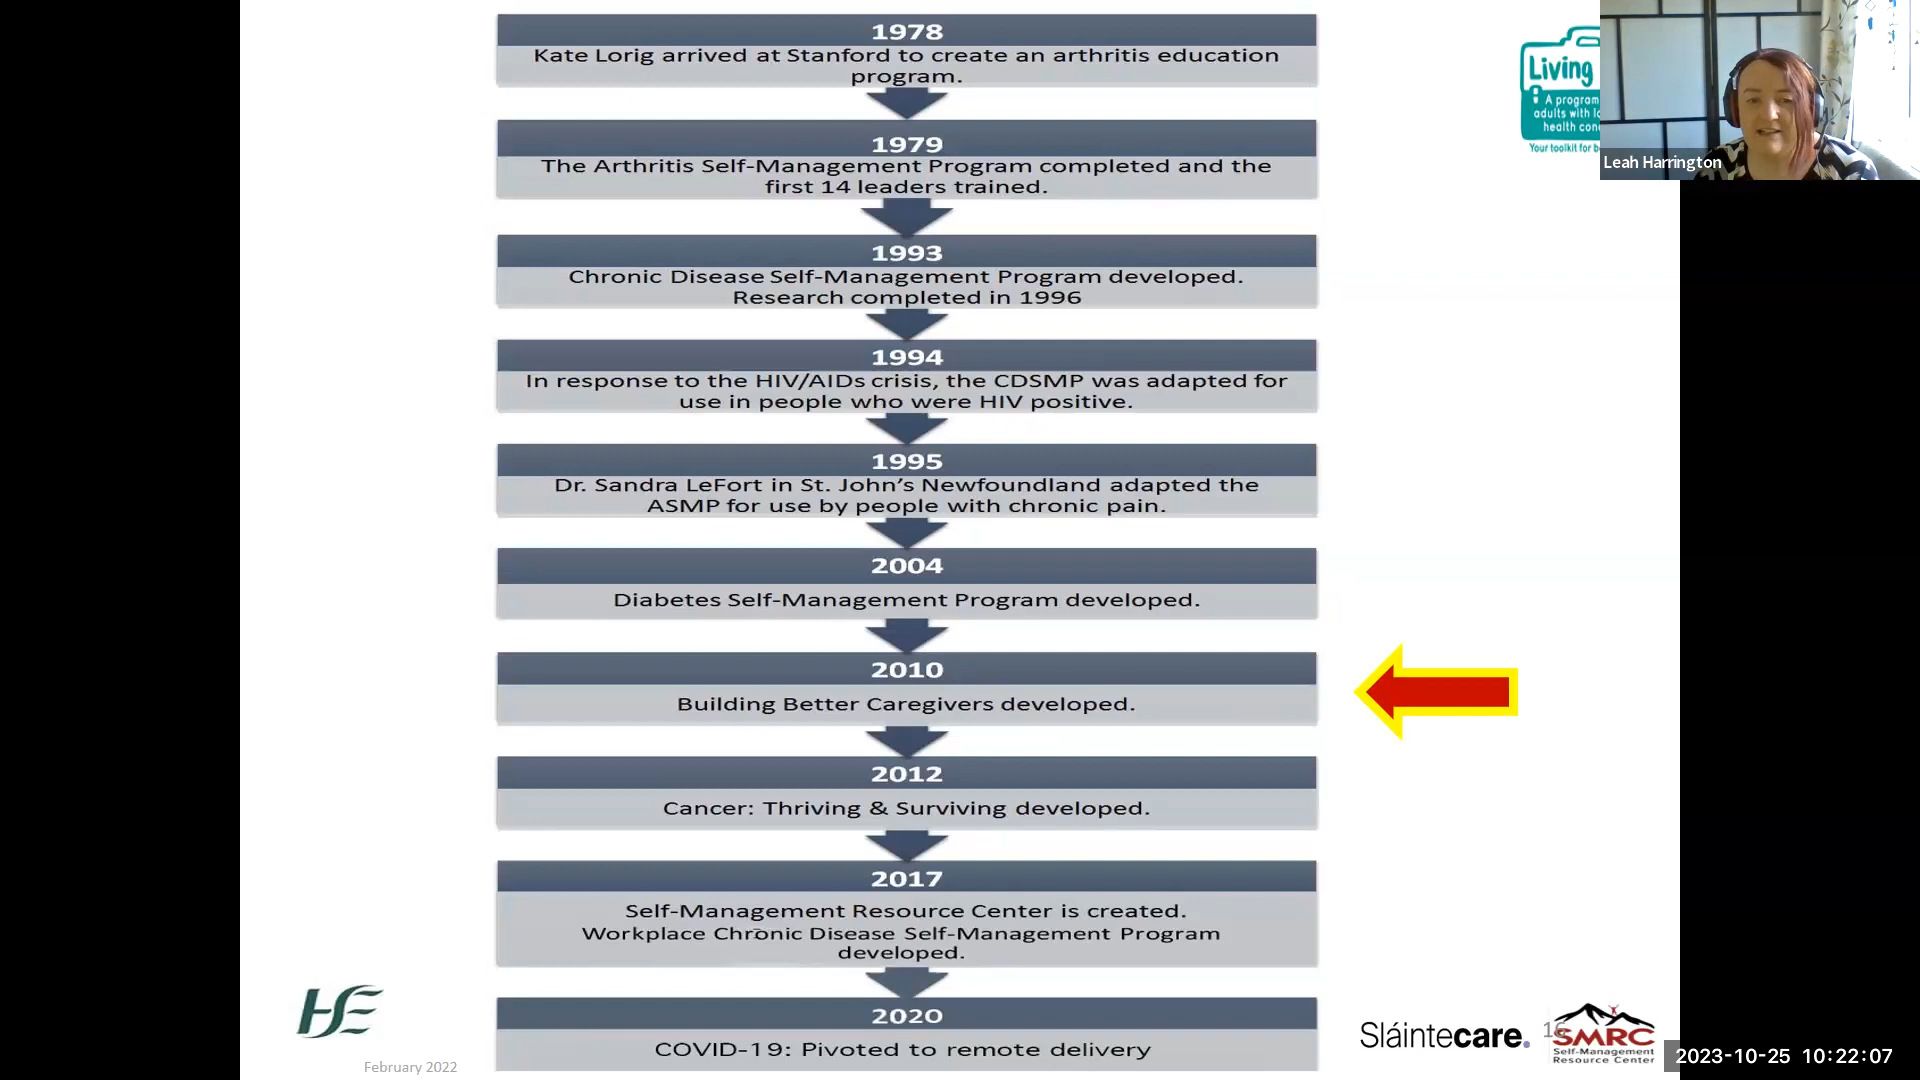 1978
Kate Lorig arrived at Stanford to create an arthritis education
program.
1979
The Arthritis Self-Management Program completed and the
first 14 leaders trained.
1993
Chronic Disease Self-Management Program developed.
Research completed in 1996
1994
In response to the HIV/AIDs crisis, the CDSMP was adapted for
use in people who were HIV positive.
1995
Dr. Sandra LeFort in St. John’s Newfoundland adapted the
ASMP for use by people with chronic pain.
2004
Diabetes Self-Management Program developed.
2010
Building Better Caregivers developed.
2012
Cancer: Thriving & Surviving developed.
2017
Self-Management Resource Center is created.
Workplace Chronic Disease Self-Management Program
developed.
2020
COVID-19: Pivoted to remote delivery
Living
A program
adults with
health
Your toolkit for
Leah Harrington
HSE
February 2022
Sláintecare.
16
SMRC
Self-Management
Resource Center
2023-10-25 10:22:07